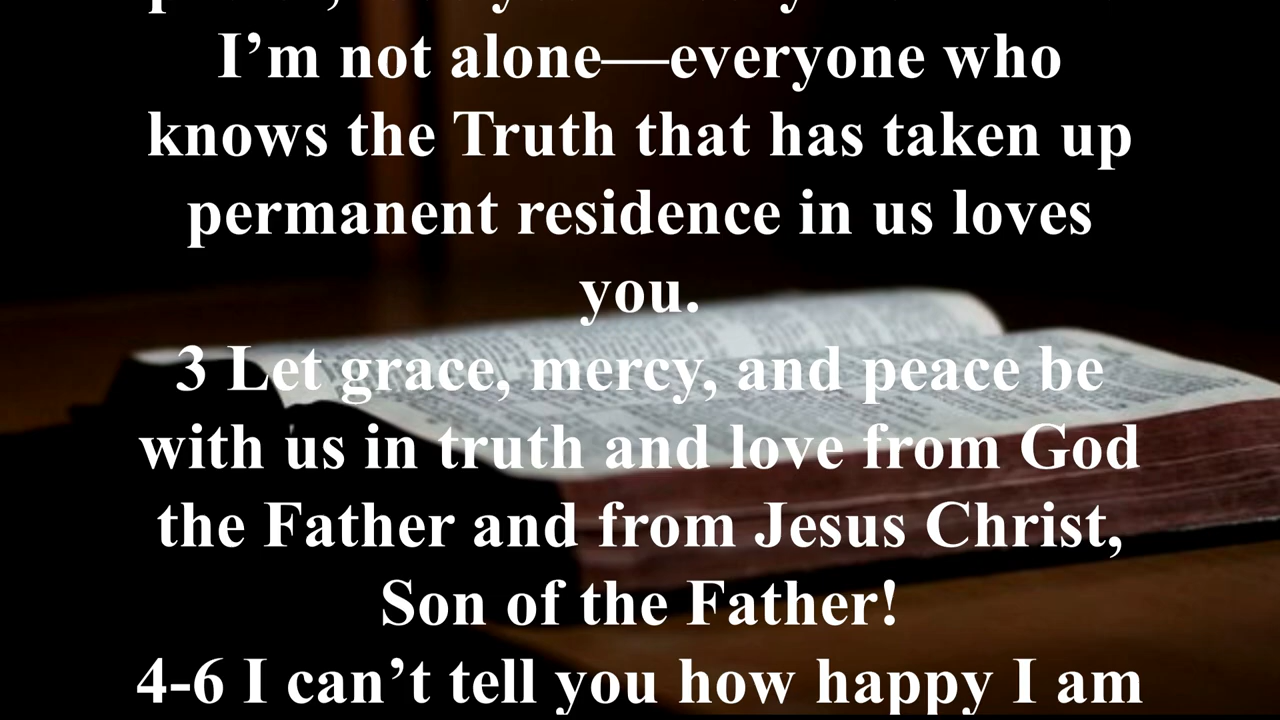 I’m not alone—everyone who
knows the Truth that has taken up
permanent residence in us loves
you.
3 Let grace, mercy, and peace be
with us in truth and love from God
the Father and from Jesus Christ,
Son of the Father!
4-6 I can’t tell you how happy I am